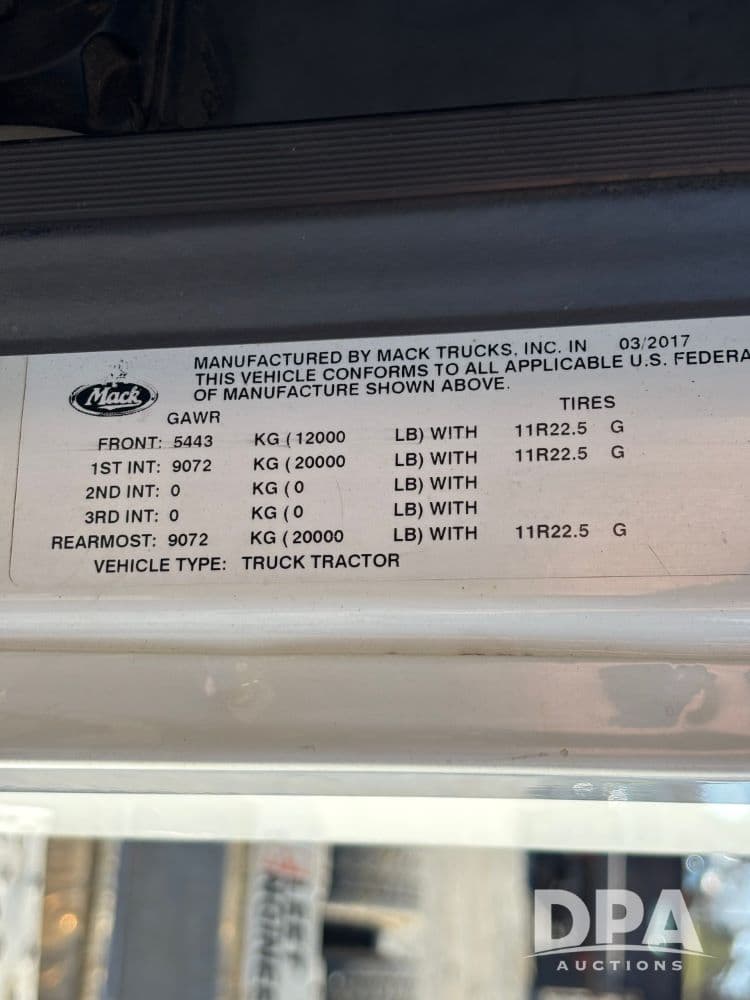 MANUFACTURED BY MACK TRUCKS, INC. IN 03/2017
THIS VEHICLE CONFORMS TO ALL APPLICABLE U.S. FEDERA
OF MANUFACTURE SHOWN ABOVE.
Mack
GAWR TIRES
FRONT: 5443 KG ( 12000 LB) WITH 11R22.5 G
1ST INT: 9072 KG ( 20000 LB) WITH 11R22.5 G
2ND INT: 0 KG ( 0 LB) WITH
3RD INT: 0 KG ( 0 LB) WITH
REARMOST: 9072 KG ( 20000 LB) WITH 11R22.5 G
VEHICLE TYPE: TRUCK TRACTOR
DPA
AUCTIONS